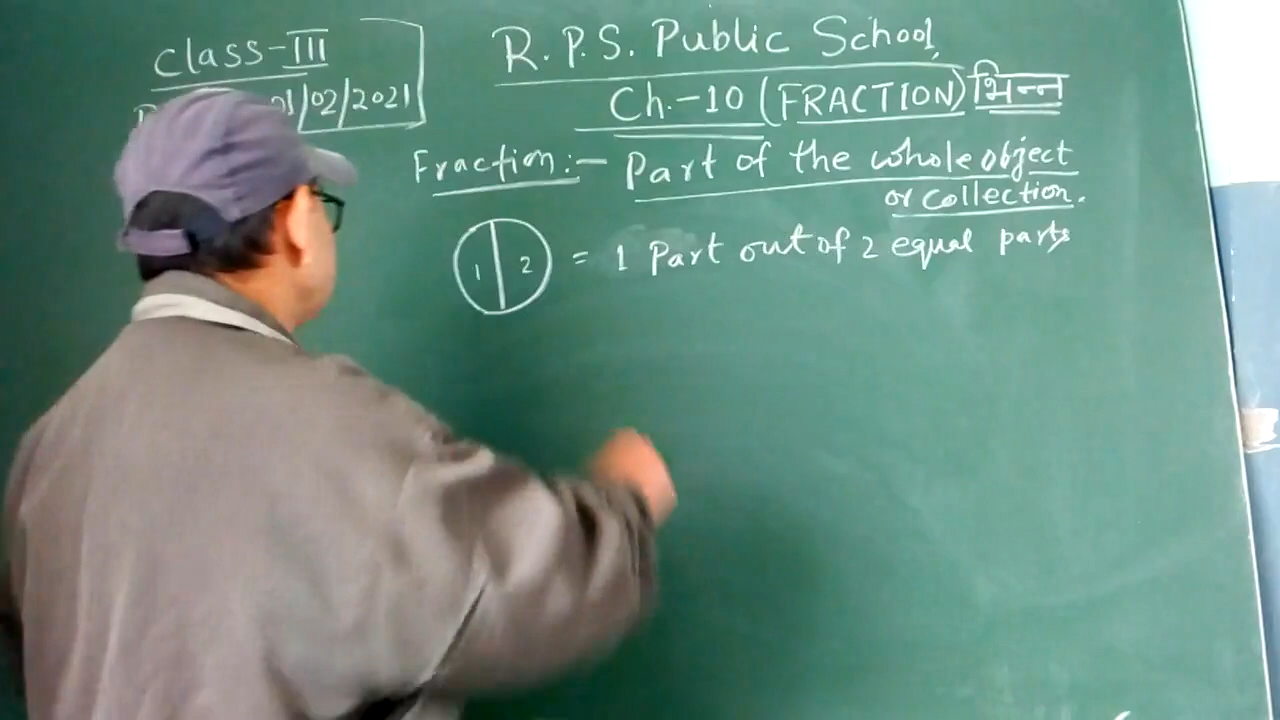 Class-III
01/02/2021
R.P.S. Public School,
Ch.-10 (FRACTION) भिन्न
Fraction:- Part of the whole object
or collection.
1 2 = 1 Part out of 2 equal parts